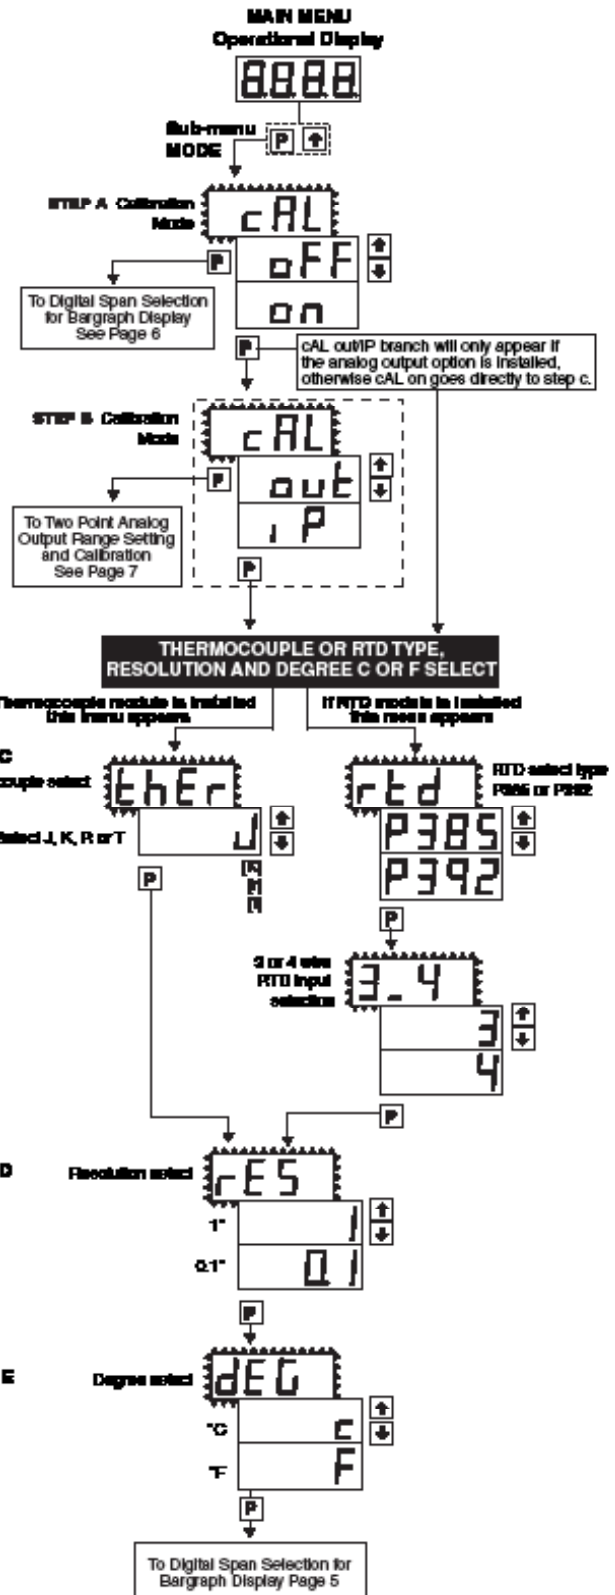 MAIN MENU
Operational Display
8.8.8.8
Sub-menu
MODE
P
STEP A Calibration
Mode
cAL
oFF
on
P
To Digital Span Selection
for Bargraph Display
See Page 6
P
cAL out/iP branch will only appear if
the analog output option is installed,
otherwise cAL on goes directly to step c.
STEP B Calibration
Mode
cAL
out
iP
P
To Two Point Analog
Output Range Setting
and Calibration
See Page 7
P
THERMOCOUPLE OR RTD TYPE,
RESOLUTION AND DEGREE C OR F SELECT
Thermocouple module is installed
this menu appears
If RTD module is installed
this menu appears
C
couple select
thEr
Select J, K, R or T
J
P
rtd
RTD select type
P385 or P392
P385
P392
P
3 or 4 wire
RTD input
selection
3_4
3
4
P
D
Resolution select
rES
1°
1
0.1°
0.1
P
E
Degree select
dEG
°C
c
°F
F
P
To Digital Span Selection for
Bargraph Display Page 5